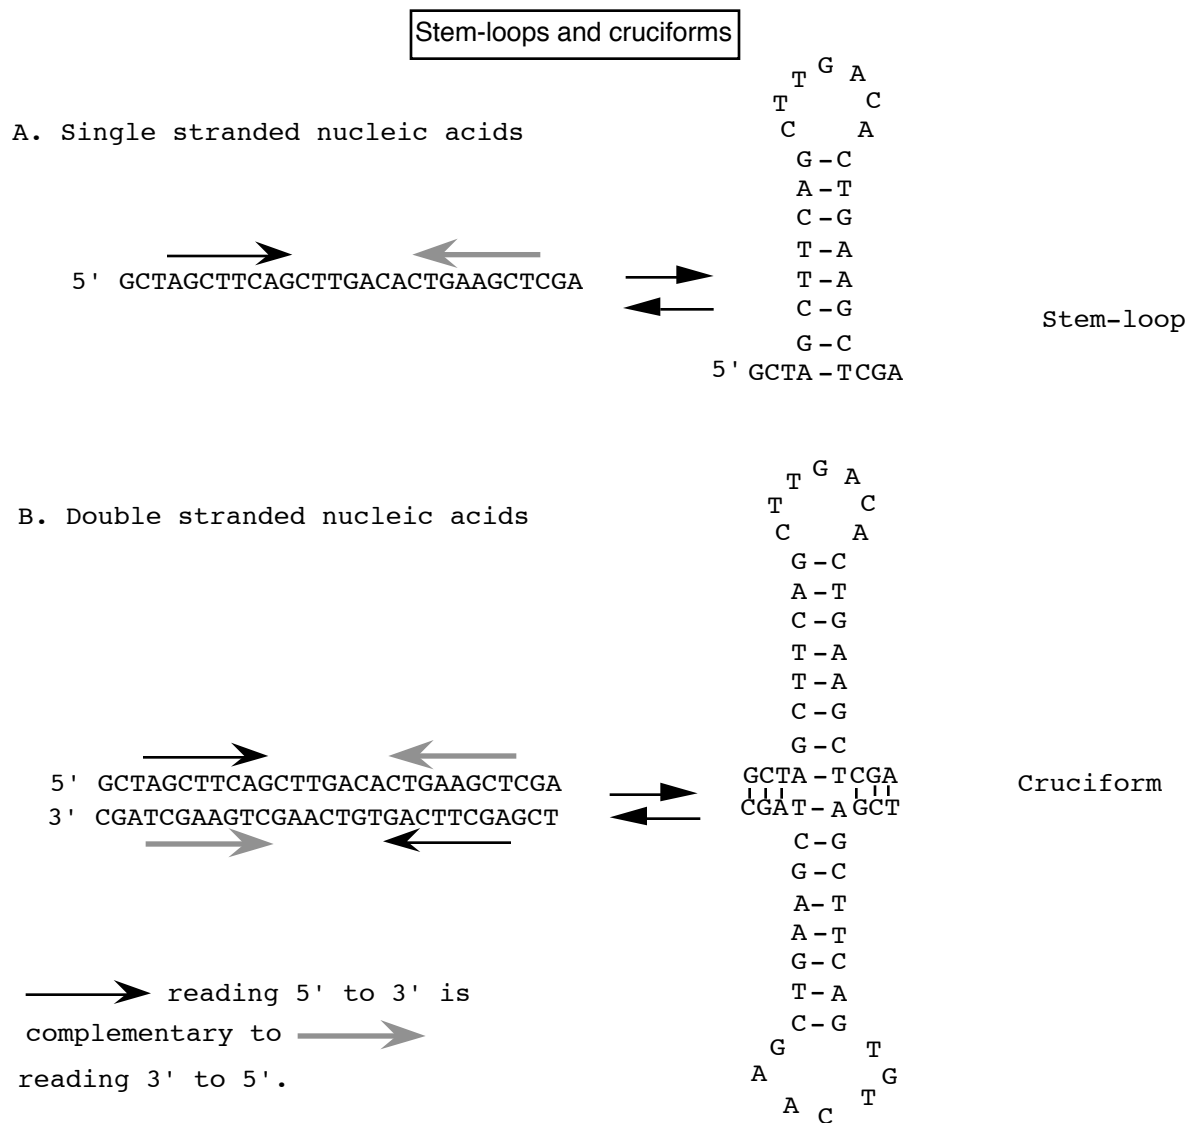 Stem-loops and cruciforms
A. Single stranded nucleic acids
5' GCTAGCTTCAGCTTGACACTGAAGCTCGA
T G A
T C
C A
G – C
A – T
C – G
T – A
T – A
C – G
G – C
5' GCTA – TCGA
Stem-loop
B. Double stranded nucleic acids
5' GCTAGCTTCAGCTTGACACTGAAGCTCGA
3' CGATCGAAGTCGAACTGTGACTTCGAGCT
T G A
T C
C A
G – C
A – T
C – G
T – A
T – A
C – G
G C
GCTA – TCGA
CGAT – AGCT
C – G
G – C
A – T
A – T
G – C
T – A
C – G
G T
A G
A C T
Cruciform
reading 5' to 3' is
complementary to
reading 3' to 5'.